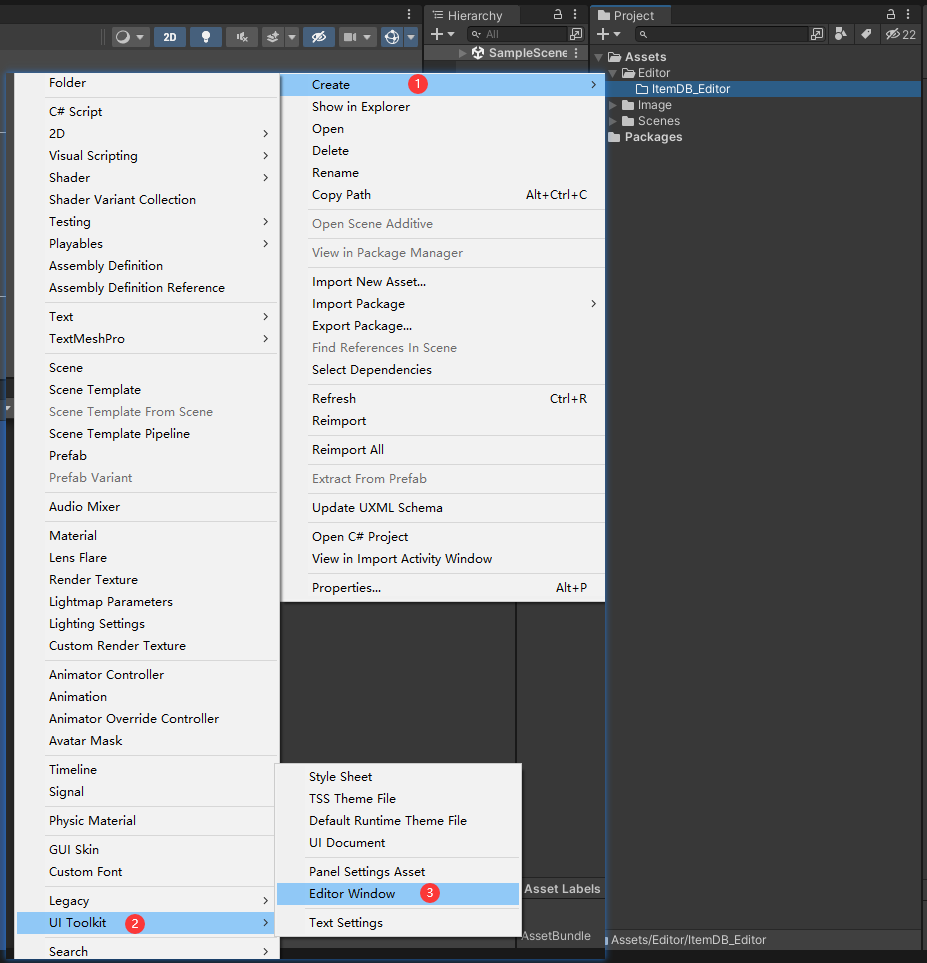 Hierarchy
Project
2D
All
22
SampleScene
Assets
Editor
ItemDB_Editor
Image
Scenes
Packages
Create 1
Show in Explorer
Open
Delete
Rename
Copy Path Alt+Ctrl+C
Open Scene Additive
View in Package Manager
Import New Asset...
Import Package
Export Package...
Find References In Scene
Select Dependencies
Refresh Ctrl+R
Reimport
Reimport All
Extract From Prefab
Update UXML Schema
Open C# Project
View in Import Activity Window
Properties... Alt+P
Folder
C# Script
2D
Visual Scripting
Shader
Shader Variant Collection
Testing
Playables
Assembly Definition
Assembly Definition Reference
Text
TextMeshPro
Scene
Scene Template
Scene Template From Scene
Scene Template Pipeline
Prefab
Prefab Variant
Audio Mixer
Material
Lens Flare
Render Texture
Lightmap Parameters
Lighting Settings
Custom Render Texture
Animator Controller
Animation
Animator Override Controller
Avatar Mask
Timeline
Signal
Physic Material
GUI Skin
Custom Font
Legacy
UI Toolkit 2
Search
Style Sheet
TSS Theme File
Default Runtime Theme File
UI Document
Panel Settings Asset
Editor Window 3
Text Settings
Asset Labels
AssetBundle
Assets/Editor/ItemDB_Editor